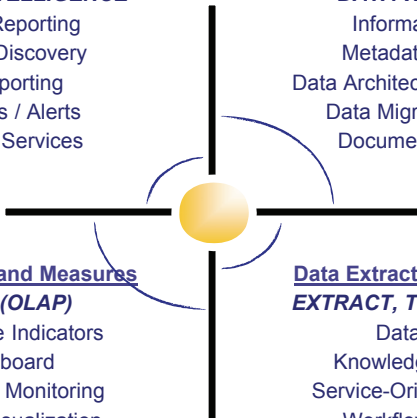 Reporting
Discovery
porting
s / Alerts
Services
Informa
Metadat
Data Architec
Data Migr
Docume
and Measures
(OLAP)
e Indicators
board
Monitoring
Data Extract
EXTRACT, T
Data
Knowledg
Service-Ori